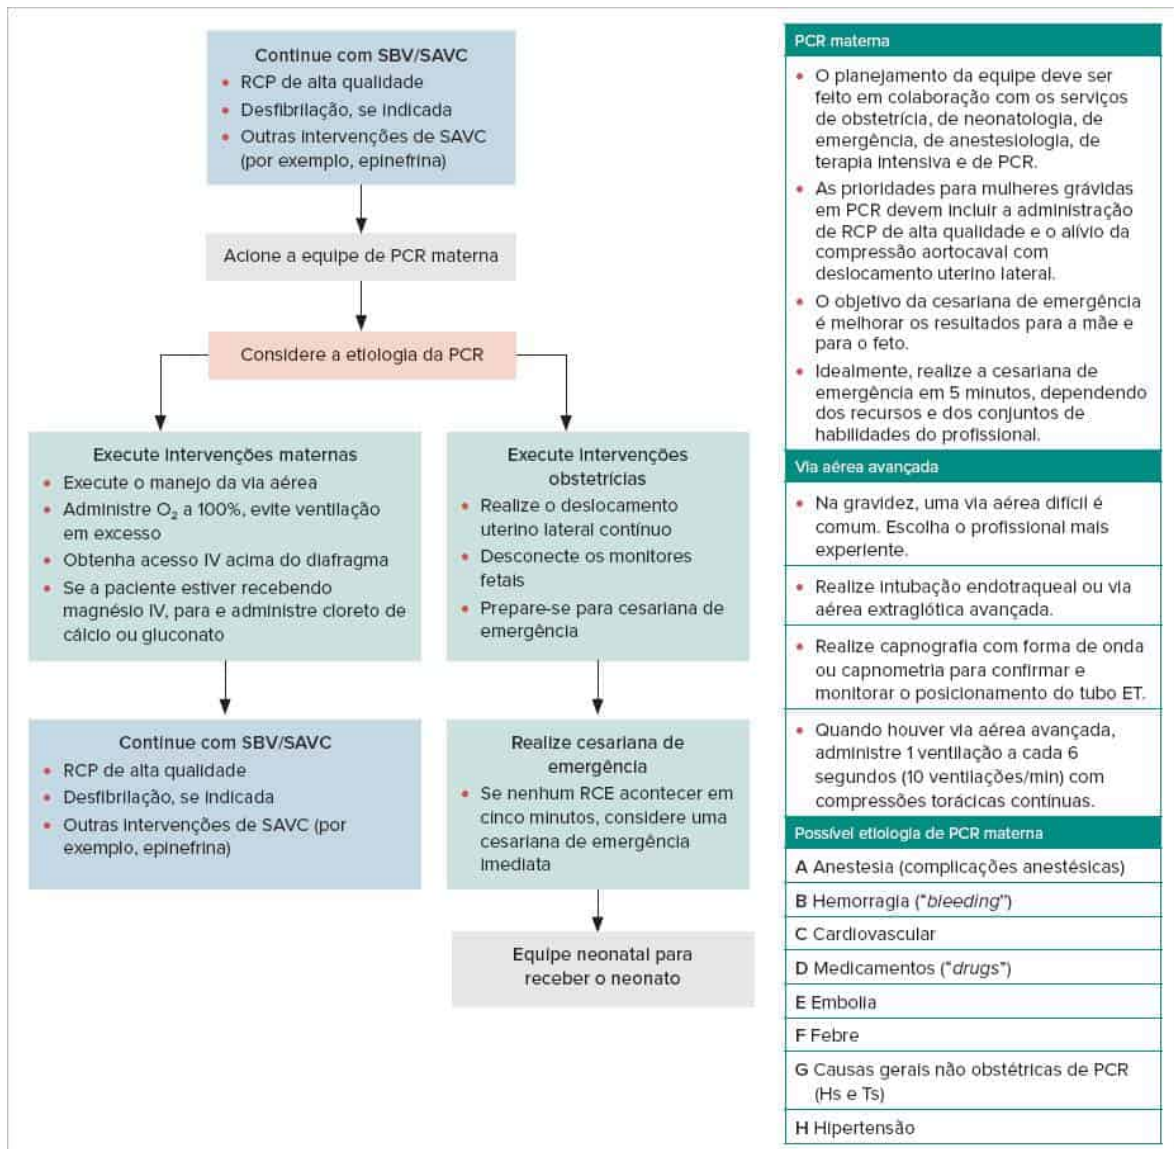 Continue com SBV/SAVC
• RCP de alta qualidade
• Desfibrilação, se indicada
• Outras intervenções de SAVC
(por exemplo, epinefrina)
Acione a equipe de PCR materna
Considere a etiologia da PCR
Execute intervenções maternas
• Execute o manejo da via aérea
• Administre O₂ a 100%, evite ventilação
em excesso
• Obtenha acesso IV acima do diafragma
• Se a paciente estiver recebendo
magnésio IV, para e administre cloreto de
cálcio ou gluconato
Continue com SBV/SAVC
• RCP de alta qualidade
• Desfibrilação, se indicada
• Outras intervenções de SAVC (por
exemplo, epinefrina)
Execute intervenções
obstetrícias
• Realize o deslocamento
uterino lateral contínuo
• Desconecte os monitores
fetais
• Prepare-se para cesariana de
emergência
Realize cesariana de
emergência
• Se nenhum RCE acontecer em
cinco minutos, considere uma
cesariana de emergência
imediata
Equipe neonatal para
receber o neonato
PCR materna
• O planejamento da equipe deve ser
feito em colaboração com os serviços
de obstetrícia, de neonatologia, de
emergência, de anestesiologia, de
terapia intensiva e de PCR.
• As prioridades para mulheres grávidas
em PCR devem incluir a administração
de RCP de alta qualidade e o alívio da
compressão aortocaval com
deslocamento uterino lateral.
• O objetivo da cesariana de emergência
é melhorar os resultados para a mãe e
para o feto.
• Idealmente, realize a cesariana de
emergência em 5 minutos, dependendo
dos recursos e dos conjuntos de
habilidades do profissional.
Via aérea avançada
• Na gravidez, uma via aérea difícil é
comum. Escolha o profissional mais
experiente.
• Realize intubação endotraqueal ou via
aérea extraglótica avançada.
• Realize capnografia com forma de onda
ou capnometria para confirmar e
monitorar o posicionamento do tubo ET.
• Quando houver via aérea avançada,
administre 1 ventilação a cada 6
segundos (10 ventilações/min) com
compressões torácicas contínuas.
Possível etiologia de PCR materna
A Anestesia (complicações anestésicas)
B Hemorragia ("bleeding")
C Cardiovascular
D Medicamentos ("drugs")
E Embolia
F Febre
G Causas gerais não obstétricas de PCR
(Hs e Ts)
H Hipertensão